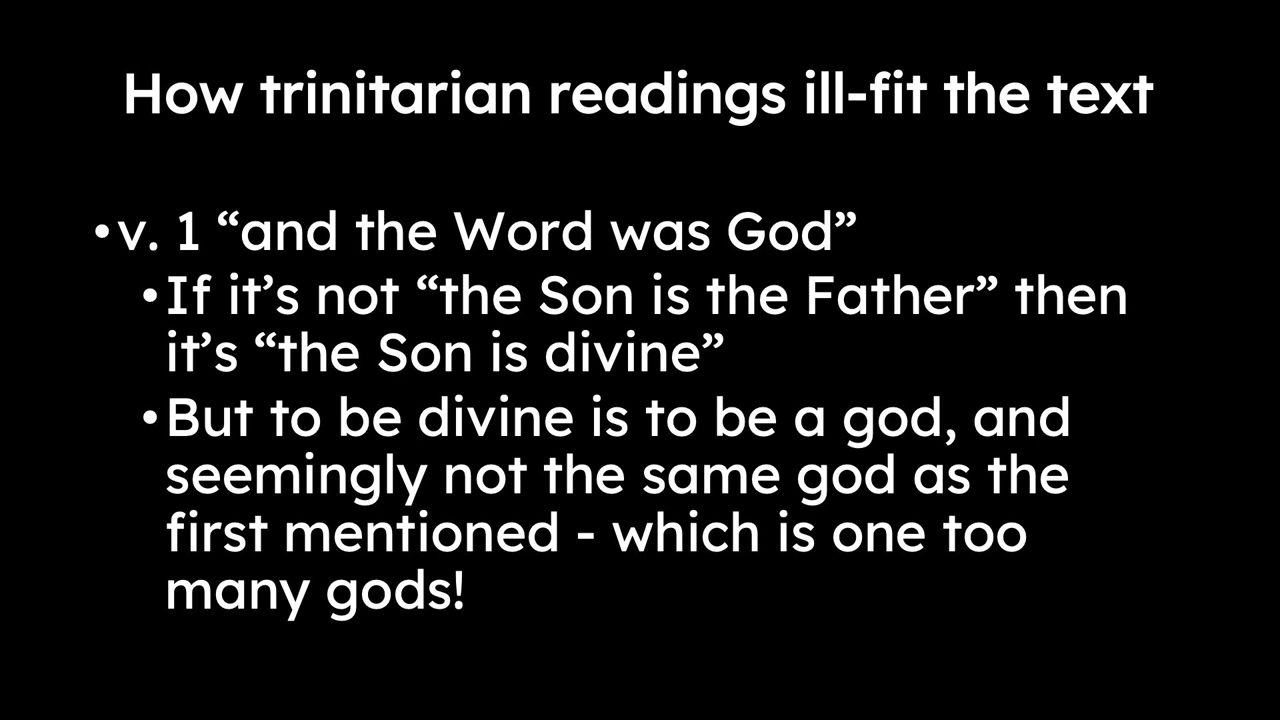 How trinitarian readings ill-fit the text
• v. 1 “and the Word was God”
• If it’s not “the Son is the Father” then
it’s “the Son is divine”
• But to be divine is to be a god, and
seemingly not the same god as the
first mentioned - which is one too
many gods!